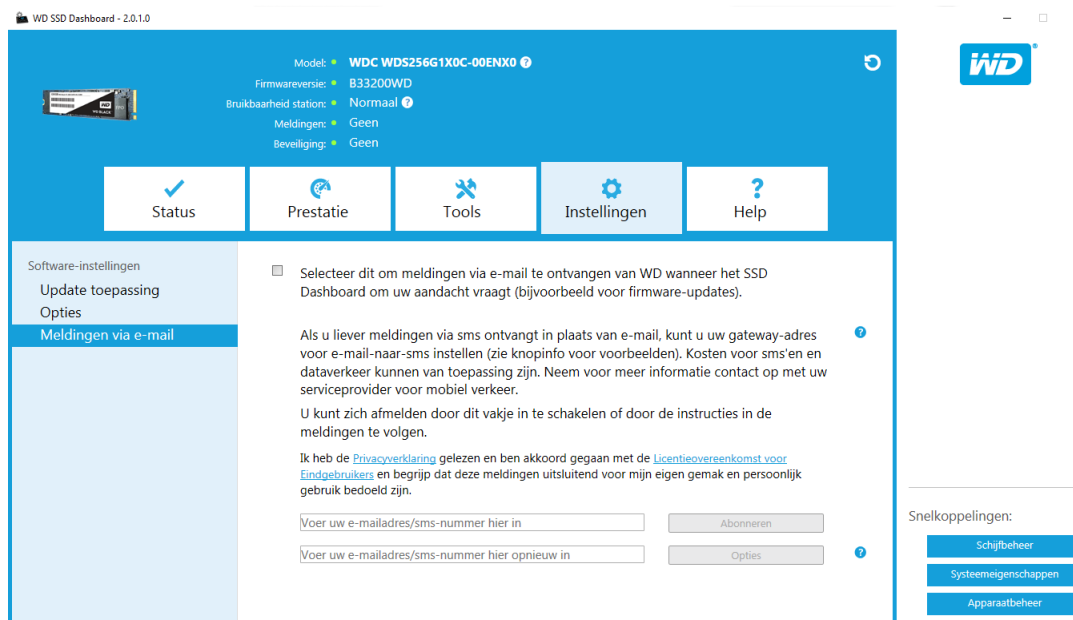 WD SSD Dashboard - 2.0.1.0
Model: WDC WDS256G1X0C-00ENX0 ?
Firmwareversie: B33200WD
Bruikbaarheid station: Normaal ?
Meldingen: Geen
Beveiliging: Geen
WD
Status
Prestatie
Tools
Instellingen
?
Help
Software-instellingen
Update toepassing
Opties
Meldingen via e-mail
Selecteer dit om meldingen via e-mail te ontvangen van WD wanneer het SSD
Dashboard om uw aandacht vraagt (bijvoorbeeld voor firmware-updates).
Als u liever meldingen via sms ontvangt in plaats van e-mail, kunt u uw gateway-adres ?
voor e-mail-naar-sms instellen (zie knopinfo voor voorbeelden). Kosten voor sms'en en
dataverkeer kunnen van toepassing zijn. Neem voor meer informatie contact op met uw
serviceprovider voor mobiel verkeer.
U kunt zich afmelden door dit vakje in te schakelen of door de instructies in de
meldingen te volgen.
Ik heb de Privacyverklaring gelezen en ben akkoord gegaan met de Licentieovereenkomst voor
Eindgebruikers en begrijp dat deze meldingen uitsluitend voor mijn eigen gemak en persoonlijk
gebruik bedoeld zijn.
Voer uw e-mailadres/sms-nummer hier in
Abonneren
Voer uw e-mailadres/sms-nummer hier opnieuw in
Opties ?
Snelkoppelingen:
Schijfbeheer
Systeemeigenschappen
Apparaatbeheer